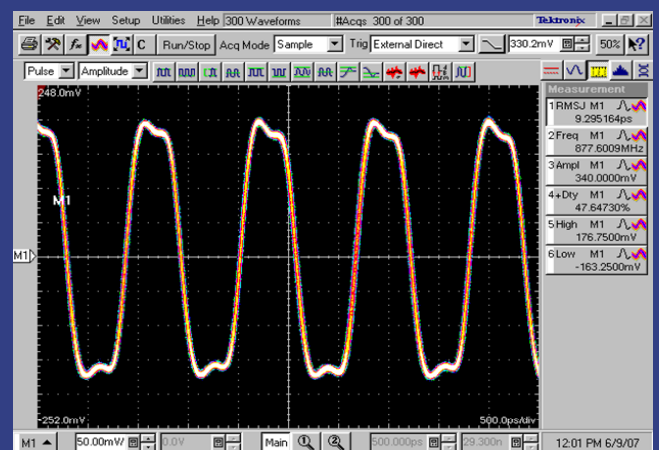 File Edit View Setup Utilities Help 300 Waveforms #Acqs 300 of 300 Tektronix
C Run/Stop Acq Mode Sample Trig External Direct 330.2mV 50%
Pulse Amplitude
Measurement
248.0mV
1 RMSJ M1
9.295164ps
2 Freq M1
877.6009MHz
3 Ampl M1
340.0000mV
4 +Dty M1
47.64730%
5 High M1
176.7500mV
6 Low M1
-163.2500mV
M1
M1
-252.0mV 500.0ps/div
M1 50.00mV/ 0.0V Main 1 2 500.000ps 29.300n 12:01 PM 6/9/07